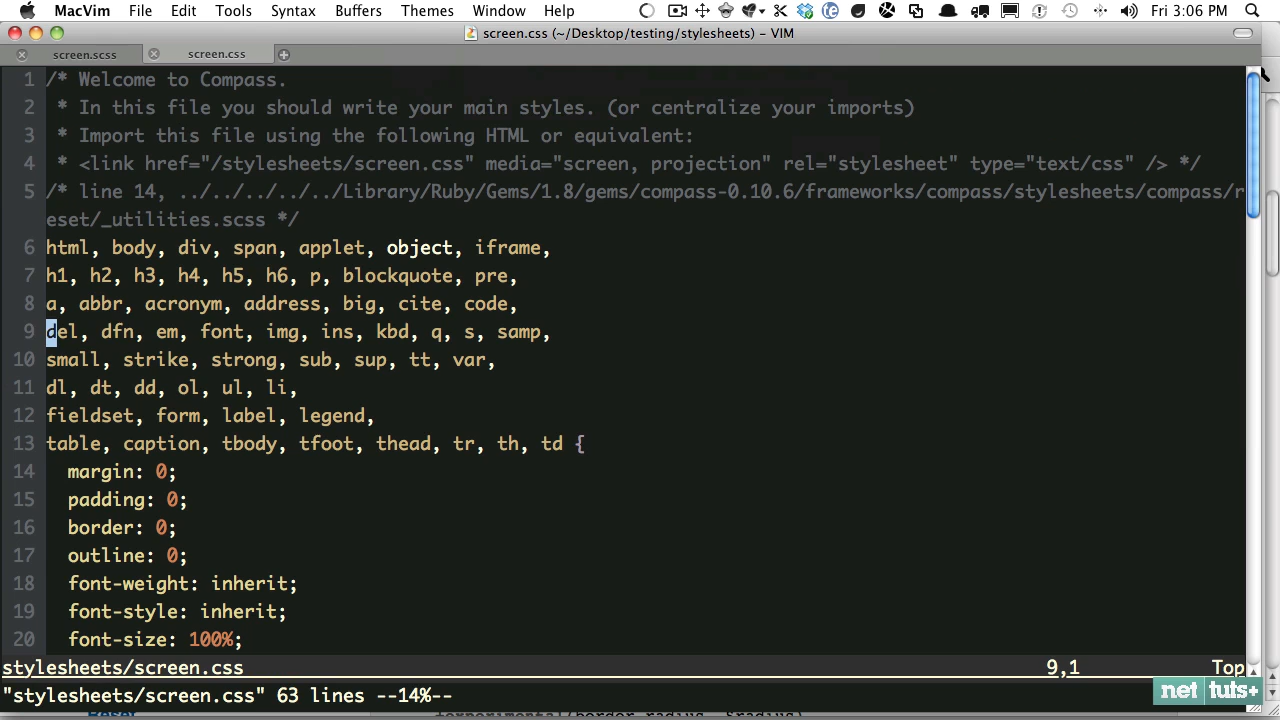 MacVim File Edit Tools Syntax Buffers Themes Window Help Fri 3:06 PM
screen.css (~/Desktop/testing/stylesheets) – VIM
screen.scss screen.css
1 /* Welcome to Compass.
2 * In this file you should write your main styles. (or centralize your imports)
3 * Import this file using the following HTML or equivalent:
4 * <link href="/stylesheets/screen.css" media="screen, projection" rel="stylesheet" type="text/css" /> */
5 /* line 14, ../../../../../Library/Ruby/Gems/1.8/gems/compass-0.10.6/frameworks/compass/stylesheets/compass/r
eset/_utilities.scss */
6 html, body, div, span, applet, object, iframe,
7 h1, h2, h3, h4, h5, h6, p, blockquote, pre,
8 a, abbr, acronym, address, big, cite, code,
9 del, dfn, em, font, img, ins, kbd, q, s, samp,
10 small, strike, strong, sub, sup, tt, var,
11 dl, dt, dd, ol, ul, li,
12 fieldset, form, label, legend,
13 table, caption, tbody, tfoot, thead, tr, th, td {
14 margin: 0;
15 padding: 0;
16 border: 0;
17 outline: 0;
18 font-weight: inherit;
19 font-style: inherit;
20 font-size: 100%;
stylesheets/screen.css 9,1 Top
"stylesheets/screen.css" 63 lines --14%--
net tuts+